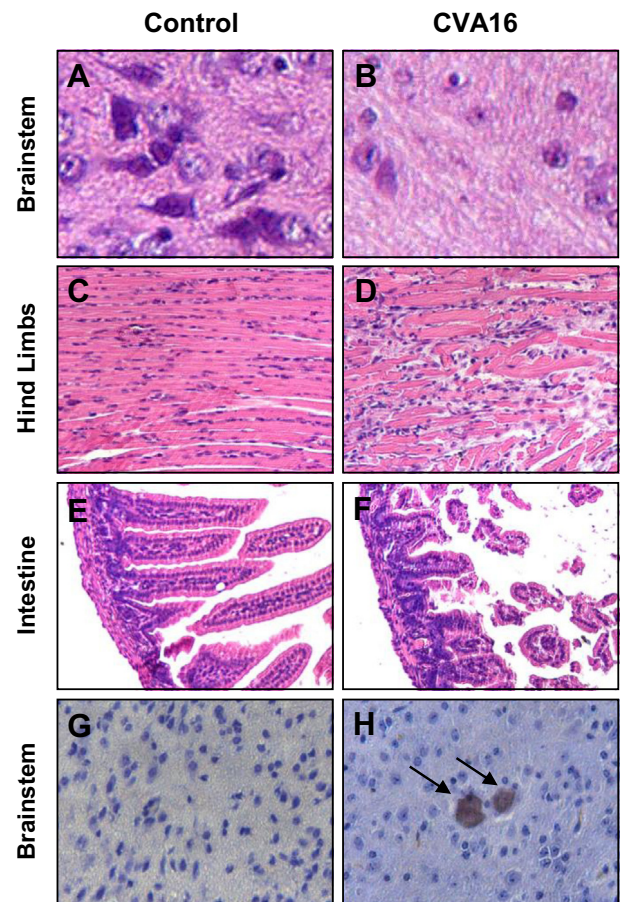 Control CVA16
Brainstem
A B
Hind Limbs
C D
Intestine
E F
Brainstem
G H